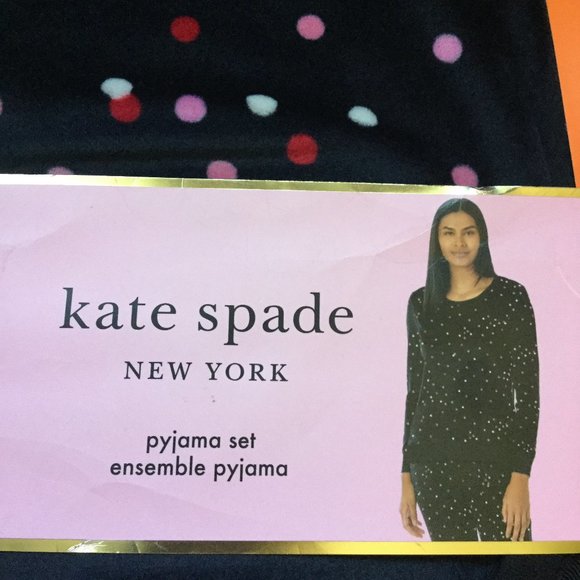 kate spade
NEW YORK
pyjama set
ensemble pyjama